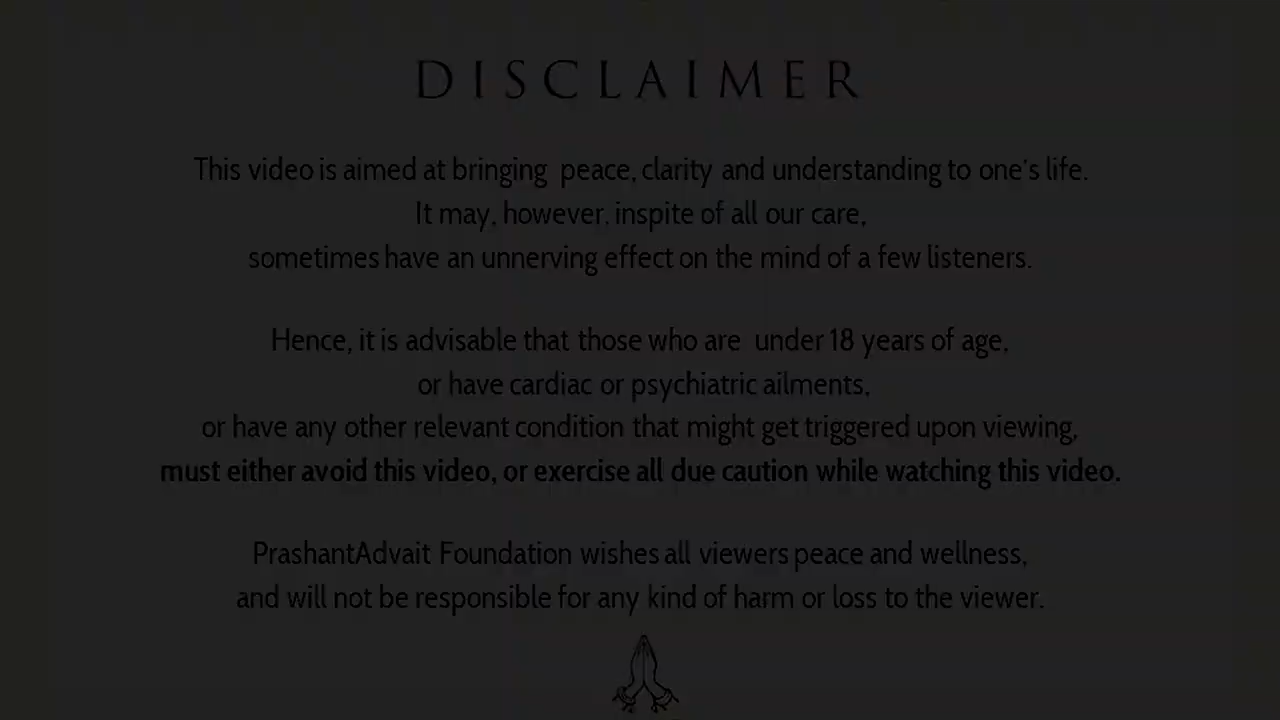 DISCLAIMER
This video is aimed at bringing peace, clarity and understanding to one's life.
It may, however, inspite of all our care,
sometimes have an unnerving effect on the mind of a few listeners.
Hence, it is advisable that those who are under 18 years of age,
or have cardiac or psychiatric ailments,
or have any other relevant condition that might get triggered upon viewing,
must either avoid this video, or exercise all due caution while watching this video.
PrashantAdvait Foundation wishes all viewers peace and wellness,
and will not be responsible for any kind of harm or loss to the viewer.